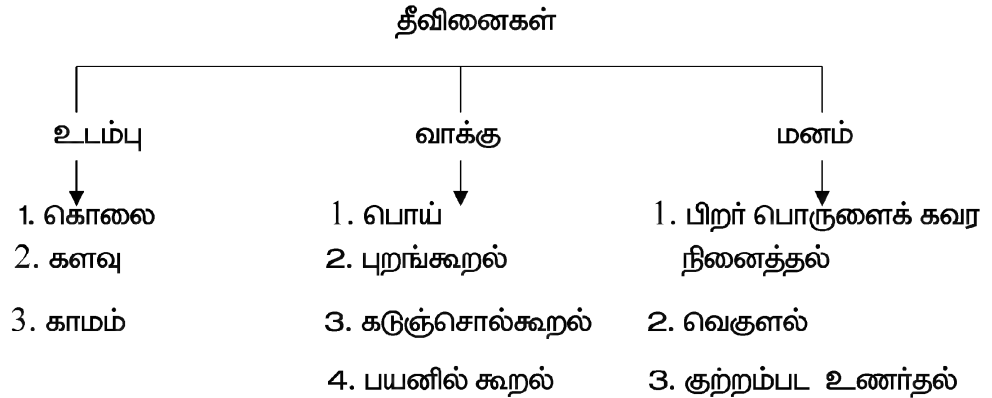 தீவினைகள்
உடம்பு
வாக்கு
மனம்
1. கொலை
2. களவு
3. காமம்
1. பொய்
2. புறங்கூறல்
3. கடுஞ்சொல்கூறல்
4. பயனில் கூறல்
1. பிறர் பொருளைக் கவர
நினைத்தல்
2. வெகுளல்
3. குற்றம்பட உணர்தல்